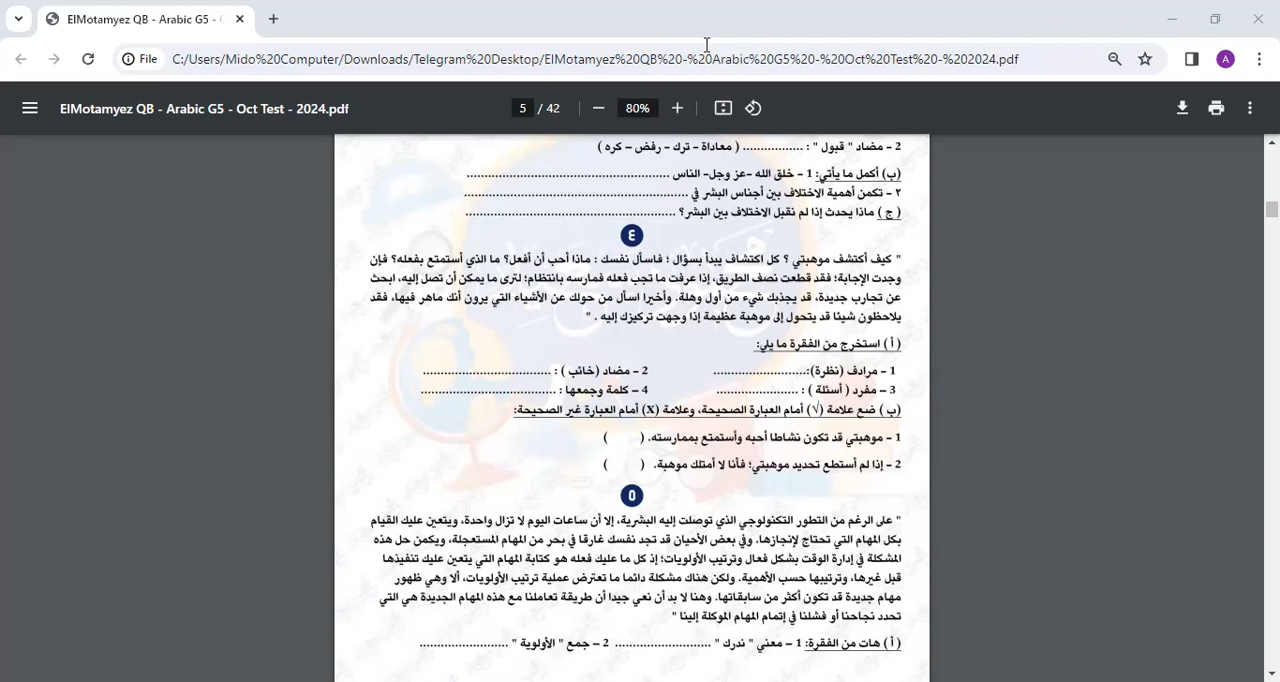 ElMotamyez QB - Arabic G5 - O
File
C:/Users/Mido%20Computer/Downloads/Telegram%20Desktop/ElMotamyez%20QB%20-%20Arabic%20G5%20-%20Oct%20Test%20-%202024.pdf
A
ElMotamyez QB - Arabic G5 - Oct Test - 2024.pdf
5 / 42
80%
2 - مضاد " قبول " : ................ ( معاداة - ترك - رفض - كره )
(ب) أكمل ما يأتي: 1 - خلق الله -عز وجل- الناس ......................................................
٢ - تكمن أهمية الاختلاف بين أجناس البشر في ............................................................
( ج ) ماذا يحدث إذا لم نقبل الاختلاف بين البشر؟ ........................................................
٤
" كيف أكتشف موهبتي ؟ كل اكتشاف يبدأ بسؤال ؛ فاسأل نفسك : ماذا أحب أن أفعل؟ ما الذي أستمتع بفعله؟ فإن
وجدت الإجابة؛ فقد قطعت نصف الطريق، إذا عرفت ما تجب فعله فمارسه بانتظام؛ لترى ما يمكن أن تصل إليه، ابحث
عن تجارب جديدة، قد يجذبك شيء من أول وهلة. وأخيرا اسأل من حولك عن الأشياء التي يرون أنك ماهر فيها، فقد
يلاحظون شيئا قد يتحول إلى موهبة عظيمة إذا وجهت تركيزك إليه . "
( أ ) استخرج من الفقرة ما يلي:
1 - مرادف (نظرة):......................... 2 - مضاد (خائب ) : ..................................
3 - مفرد ( أسئلة ) : ...................... 4 - كلمة وجمعها : ....................................
(ب ) ضع علامة (√) أمام العبارة الصحيحة، وعلامة (x) أمام العبارة غير الصحيحة:
1 - موهبتي قد تكون نشاطا أحبه وأستمتع بممارسته. ( )
2 - إذا لم أستطع تحديد موهبتي؛ فأنا لا أمتلك موهبة. ( )
٥
" على الرغم من التطور التكنولوجي الذي توصلت إليه البشرية، إلا أن ساعات اليوم لا تزال واحدة، ويتعين عليك القيام
بكل المهام التي تحتاج لإنجازها. وفي بعض الأحيان قد تجد نفسك غارقا في بحر من المهام المستعجلة، ويكمن حل هذه
المشكلة في إدارة الوقت بشكل فعال وترتيب الأولويات؛ إذ كل ما عليك فعله هو كتابة المهام التي يتعين عليك تنفيذها
قبل غيرها، وترتيبها حسب الأهمية. ولكن هناك مشكلة دائما ما تعترض عملية ترتيب الأولويات، ألا وهي ظهور
مهام جديدة قد تكون أكثر من سابقاتها. وهنا لا بد أن نعي جيدا أن طريقة تعاملنا مع هذه المهام الجديدة هي التي
تحدد نجاحنا أو فشلنا في إتمام المهام الموكلة إلينا "
( أ ) هات من الفقرة: 1 - معني " ندرك " .......................... 2 - جمع " الأولوية " ........................